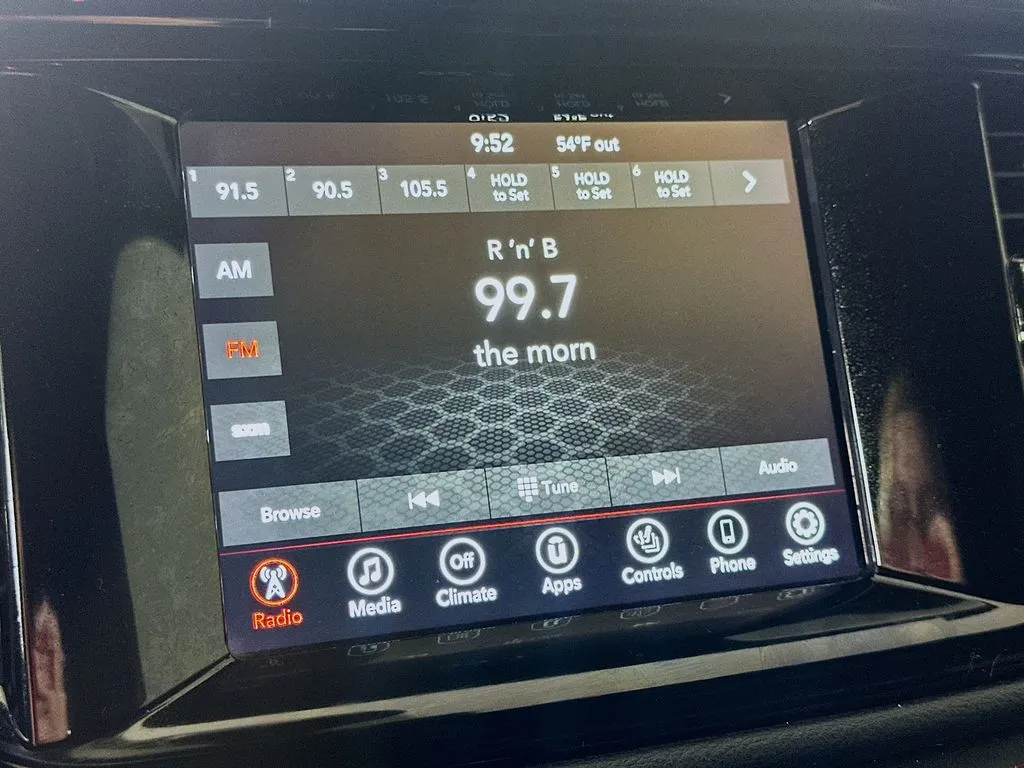 9:52 54°F out
1 91.5 2 90.5 3 105.5 4 HOLD to Set 5 HOLD to Set 6 HOLD to Set
AM
R 'n' B
99.7
FM
the morn
Browse Tune Audio
Radio Media Off Climate Apps Controls Phone Settings